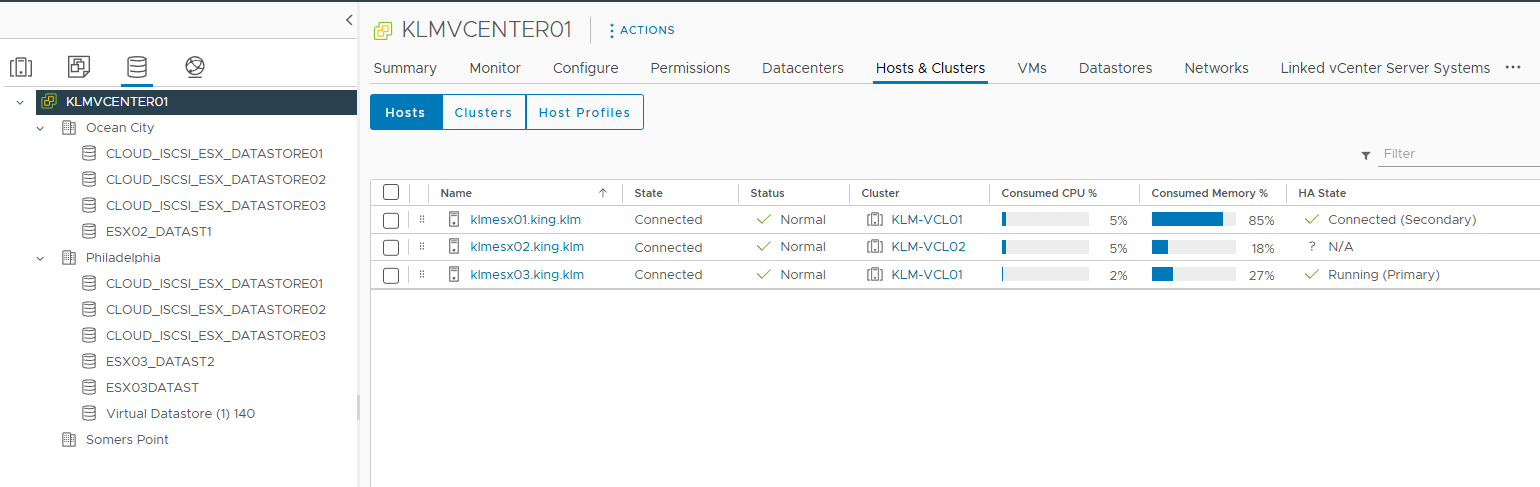 KLMVCENTER01
ACTIONS
Summary Monitor Configure Permissions Datacenters Hosts & Clusters VMs Datastores Networks Linked vCenter Server Systems ...
Hosts Clusters Host Profiles
Filter
Name State Status Cluster Consumed CPU % Consumed Memory % HA State
klmesx01.king.klm Connected Normal KLM-VCL01 5% 85% Connected (Secondary)
klmesx02.king.klm Connected Normal KLM-VCL02 5% 18% ? N/A
klmesx03.king.klm Connected Normal KLM-VCL01 2% 27% Running (Primary)
KLMVCENTER01
Ocean City
CLOUD_ISCSI_ESX_DATASTORE01
CLOUD_ISCSI_ESX_DATASTORE02
CLOUD_ISCSI_ESX_DATASTORE03
ESX02_DATAST1
Philadelphia
CLOUD_ISCSI_ESX_DATASTORE01
CLOUD_ISCSI_ESX_DATASTORE02
CLOUD_ISCSI_ESX_DATASTORE03
ESX03_DATAST2
ESX03DATAST
Virtual Datastore (1) 140
Somers Point